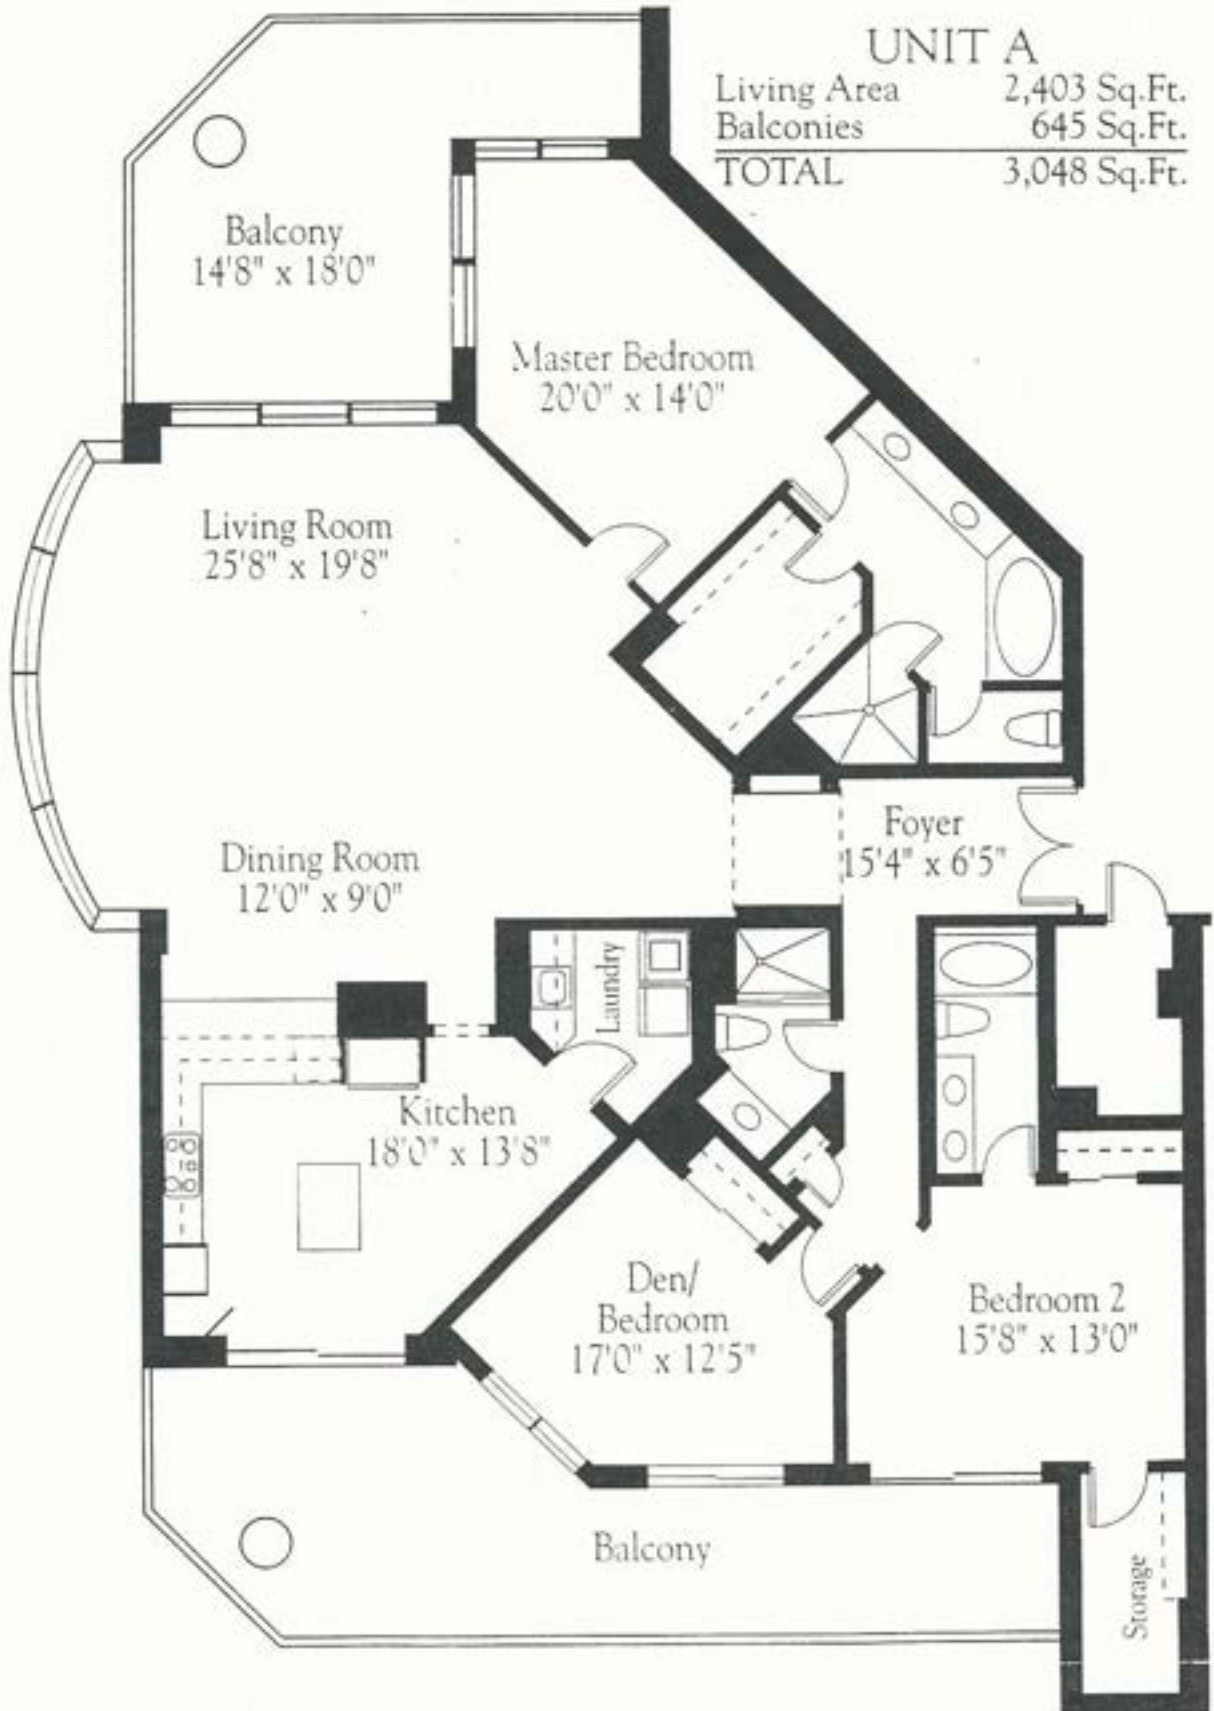 UNIT A
Living Area 2,403 Sq.Ft.
Balconies 645 Sq.Ft.
TOTAL 3,048 Sq.Ft.
Balcony
14'8" x 18'0"
Master Bedroom
20'0" x 14'0"
Living Room
25'8" x 19'8"
Foyer
15'4" x 6'5"
Dining Room
12'0" x 9'0"
Laundry
Kitchen
18'0" x 13'8"
Den/
Bedroom
17'0" x 12'5"
Bedroom 2
15'8" x 13'0"
Balcony
Storage